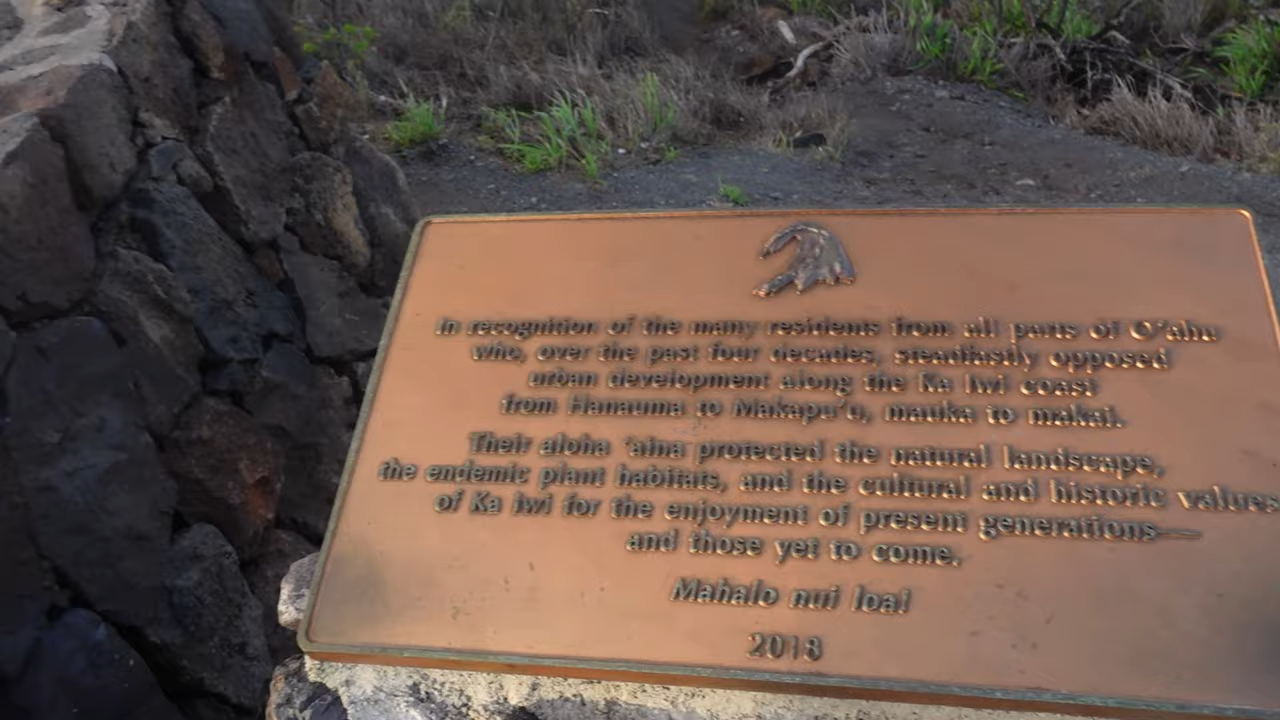 In recognition of the many residents from all parts of O'ahu
who, over the past four decades, steadfastly opposed
urban development along the Ka Iwi coast
from Hanauma to Makapu'u, mauka to makai.
Their aloha 'aina protected the natural landscape,
the endemic plant habitats, and the cultural and historic values
of Ka Iwi for the enjoyment of present generations—
and those yet to come.
Mahalo nui loa!
2018